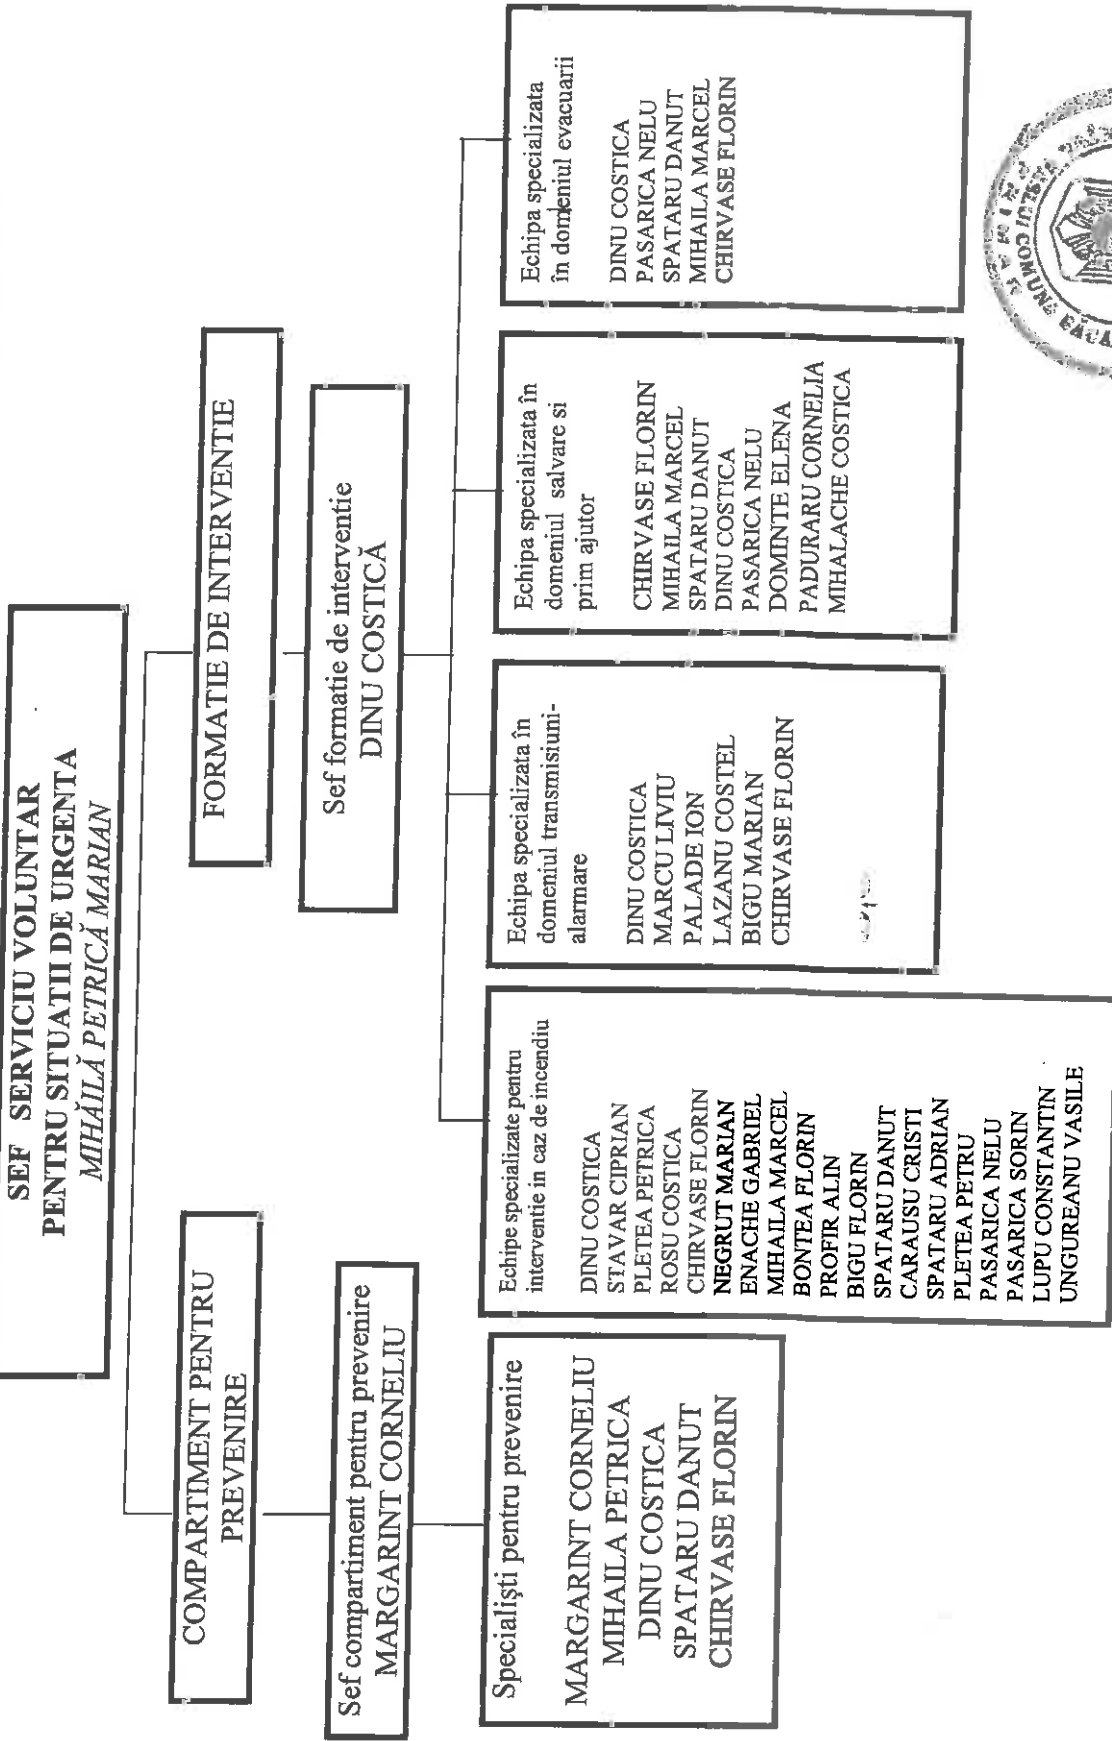 SEF SERVICIU VOLUNTAR
PENTRU SITUATII DE URGENTA
MIHĂILĂ PETRICĂ MARIAN
COMPARTIMENT PENTRU
PREVENIRE
FORMATIE DE INTERVENTIE
Sef compartiment pentru prevenire
MARGARINT CORNELIU
Sef formatie de interventie
DINU COSTICĂ
Specialişti pentru prevenire
MARGARINT CORNELIU
MIHAILA PETRICA
DINU COSTICA
SPATARU DANUT
CHIRVASE FLORIN
Echipe specializate pentru
interventie in caz de incendiu
DINU COSTICA
STAVAR CIPRIAN
PLETEA PETRICA
ROSU COSTICA
CHIRVASE FLORIN
NEGRUT MARIAN
ENACHE GABRIEL
MIHAILA MARCEL
BONTEA FLORIN
PROFIR ALIN
BIGU FLORIN
SPATARU DANUT
CARAUSU CRISTI
SPATARU ADRIAN
PLETEA PETRU
PASARICA NELU
PASARICA SORIN
LUPU CONSTANTIN
UNGUREANU VASILE
Echipa specializata în
domeniul transmisiuni-
alarmare
DINU COSTICA
MARCU LIVIU
PALADE ION
LAZANU COSTEL
BIGU MARIAN
CHIRVASE FLORIN
Echipa specializata în
domeniul salvare si
prim ajutor
CHIRVASE FLORIN
MIHAILA MARCEL
SPATARU DANUT
DINU COSTICA
PASARICA NELU
DOMINTE ELENA
PADURARU CORNELIA
MIHALACHE COSTICA
Echipa specializata
în domeniul evacuarii
DINU COSTICA
PASARICA NELU
SPATARU DANUT
MIHAILA MARCEL
CHIRVASE FLORIN